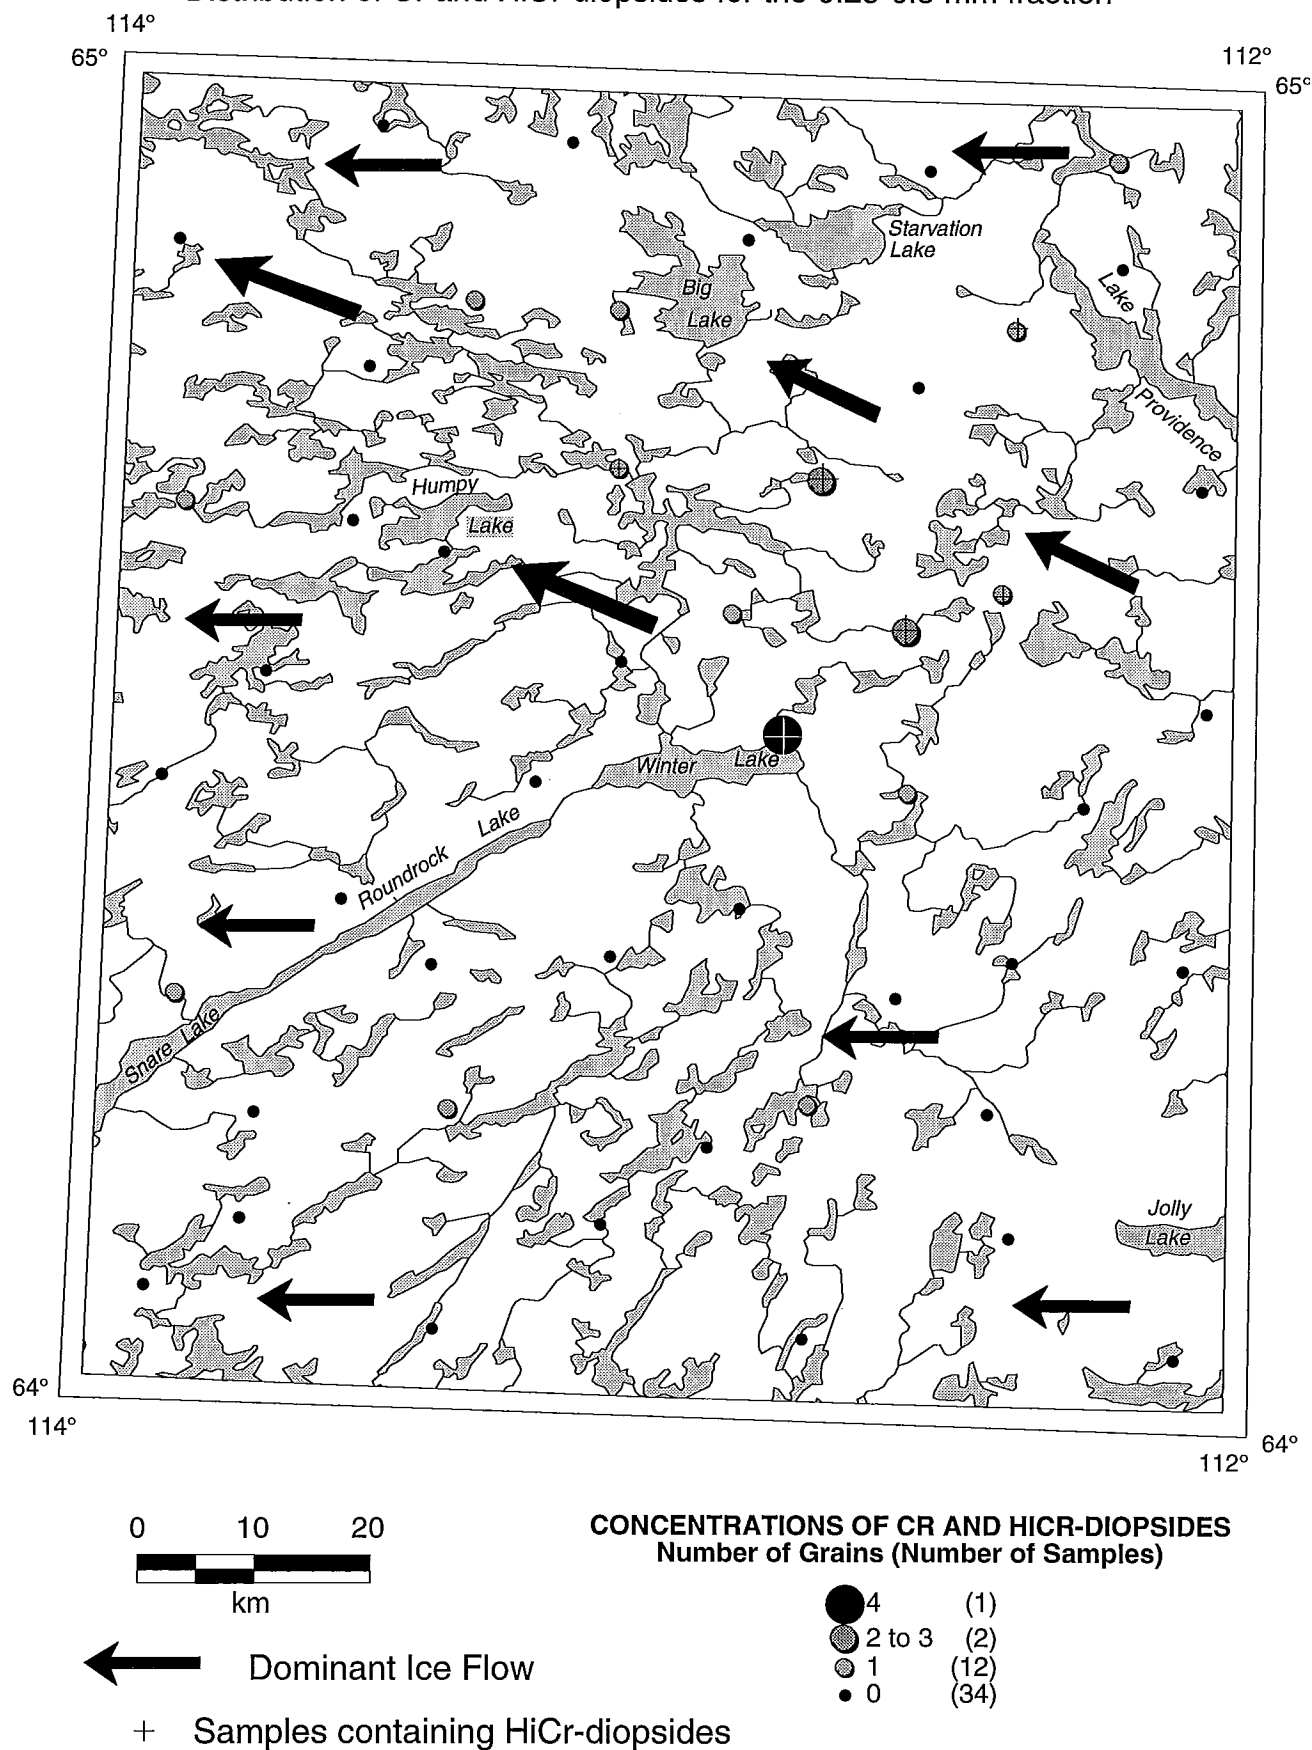 114°
65°
112°
65°
Starvation
Lake
Big
Lake
Lake
Providence
Humpy
Lake
Winter Lake
Lake
Roundrock
Snare Lake
Jolly
Lake
64°
114°
64°
112°
0 10 20
km
Dominant Ice Flow
+ Samples containing HiCr-diopsides
CONCENTRATIONS OF CR AND HICR-DIOPSIDES
Number of Grains (Number of Samples)
4 (1)
2 to 3 (2)
1 (12)
0 (34)